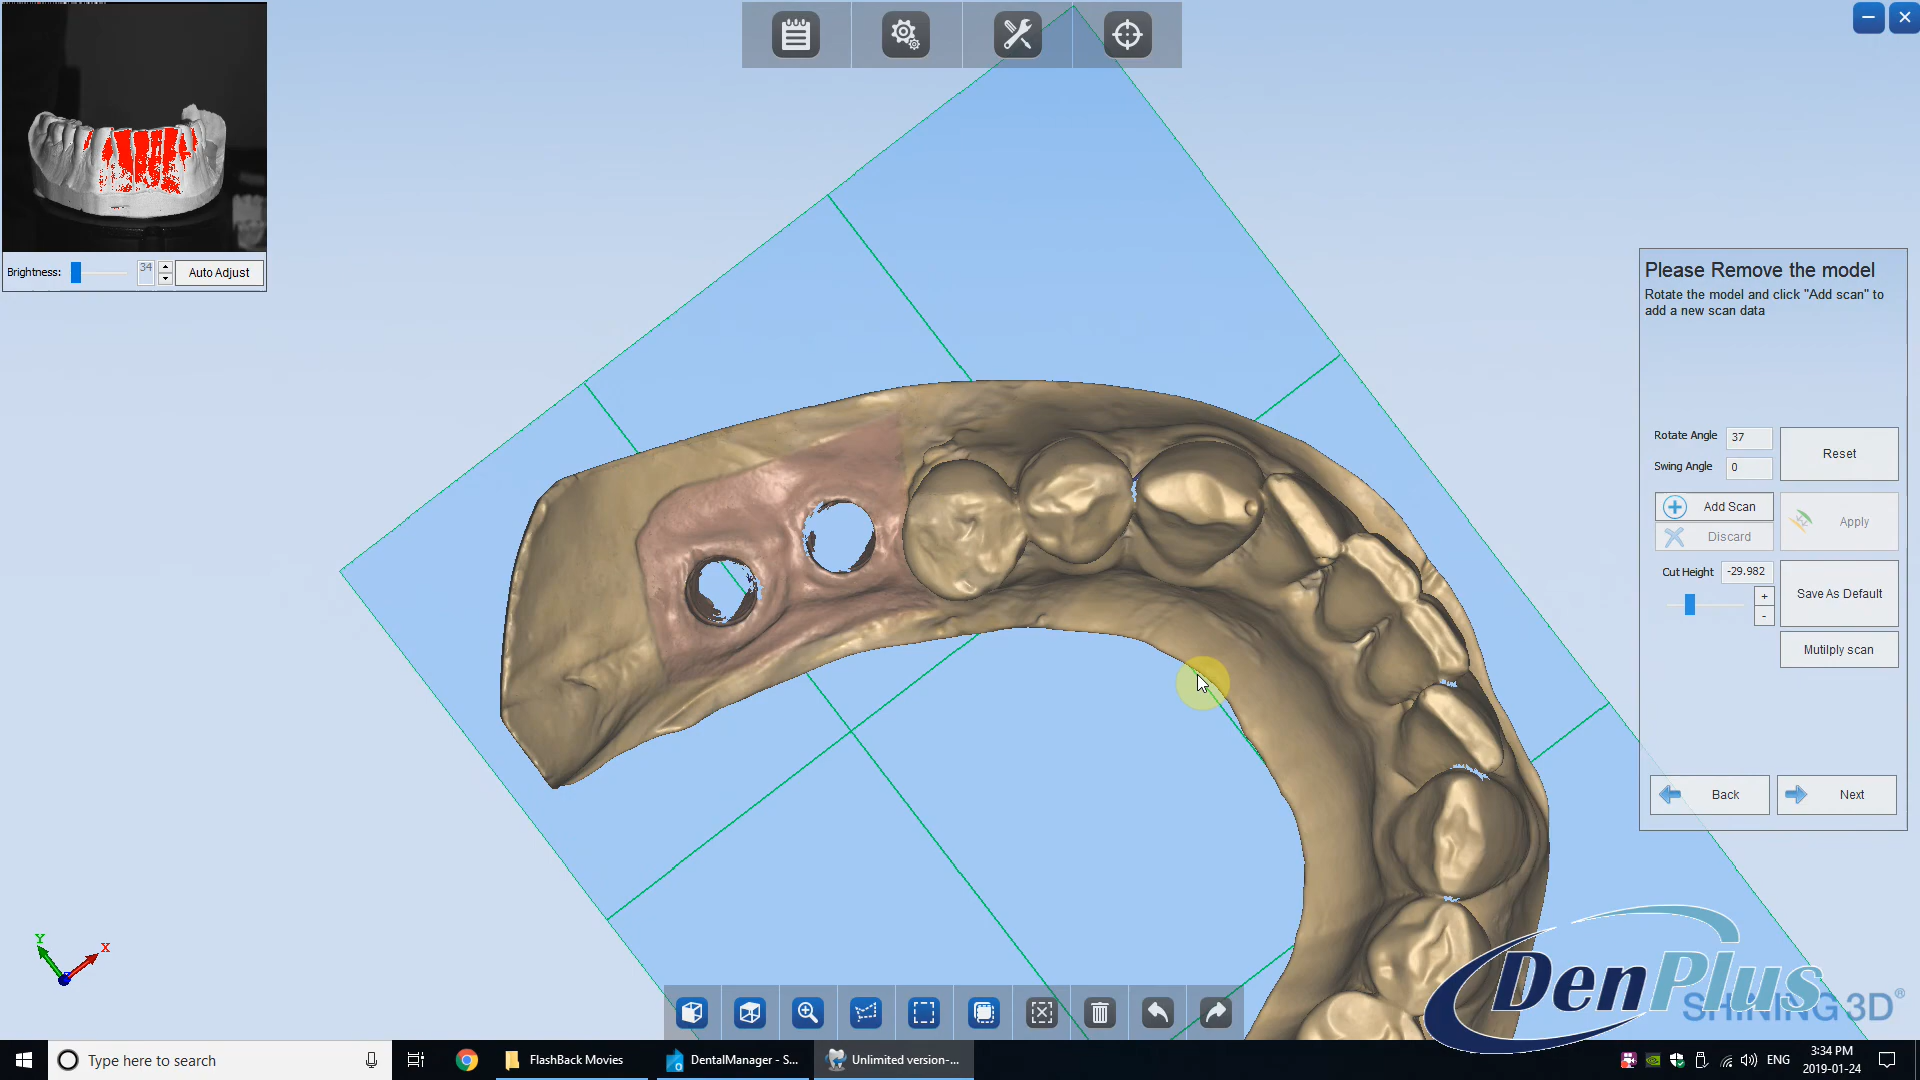 Brightness:
34
Auto Adjust
Please Remove the model
Rotate the model and click "Add scan" to
add a new scan data
Rotate Angle
37
Reset
Swing Angle
0
Add Scan
Apply
Discard
Cut Height
-29.982
Save As Default
+
-
Mutilply scan
Back
Next
Y
X
DenPlus
SHINING 3D®
Type here to search
FlashBack Movies
DentalManager - S...
Unlimited version-...
ENG
3:34 PM
2019-01-24